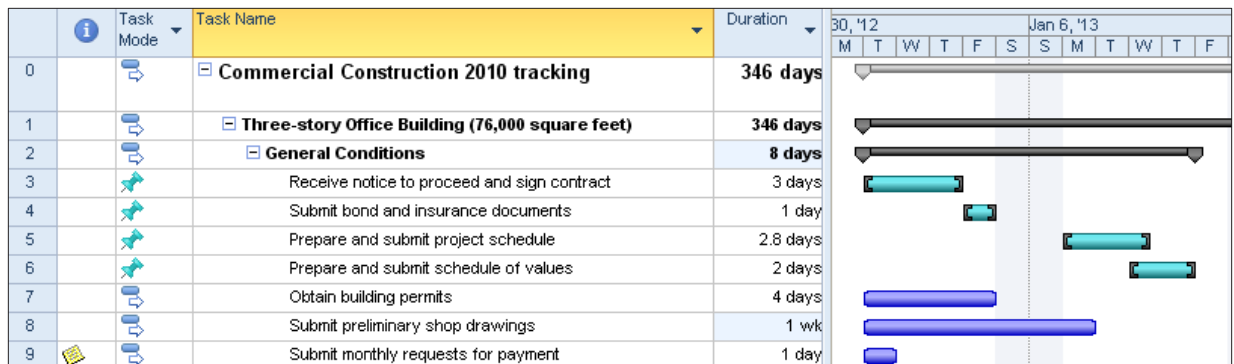 Task Mode Task Name Duration 30, '12 Jan 6, '13
M T W T F S S M T W T F
0 Commercial Construction 2010 tracking 346 days
1 Three-story Office Building (76,000 square feet) 346 days
2 General Conditions 8 days
3 Receive notice to proceed and sign contract 3 days
4 Submit bond and insurance documents 1 day
5 Prepare and submit project schedule 2.8 days
6 Prepare and submit schedule of values 2 days
7 Obtain building permits 4 days
8 Submit preliminary shop drawings 1 wk
9 Submit monthly requests for payment 1 day